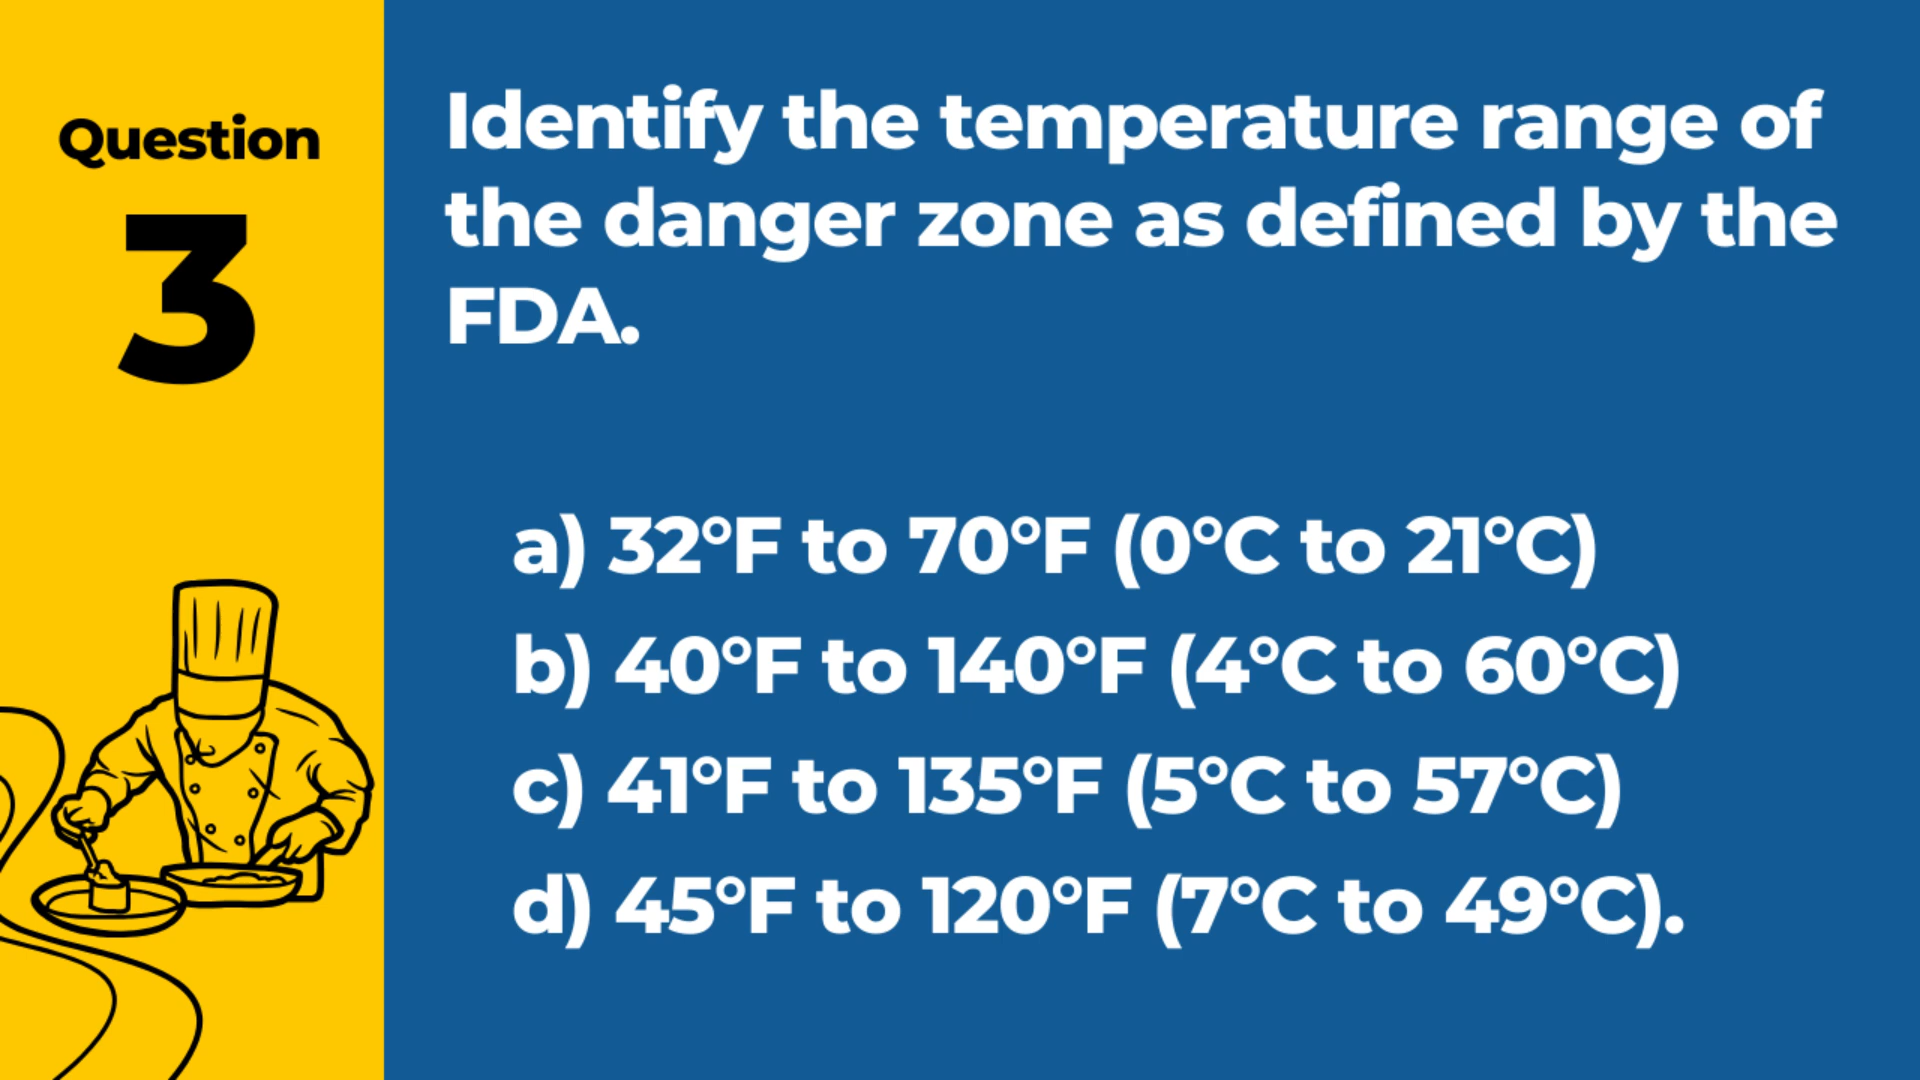 Question
3
Identify the temperature range of
the danger zone as defined by the
FDA.
a) 32°F to 70°F (0°C to 21°C)
b) 40°F to 140°F (4°C to 60°C)
c) 41°F to 135°F (5°C to 57°C)
d) 45°F to 120°F (7°C to 49°C).